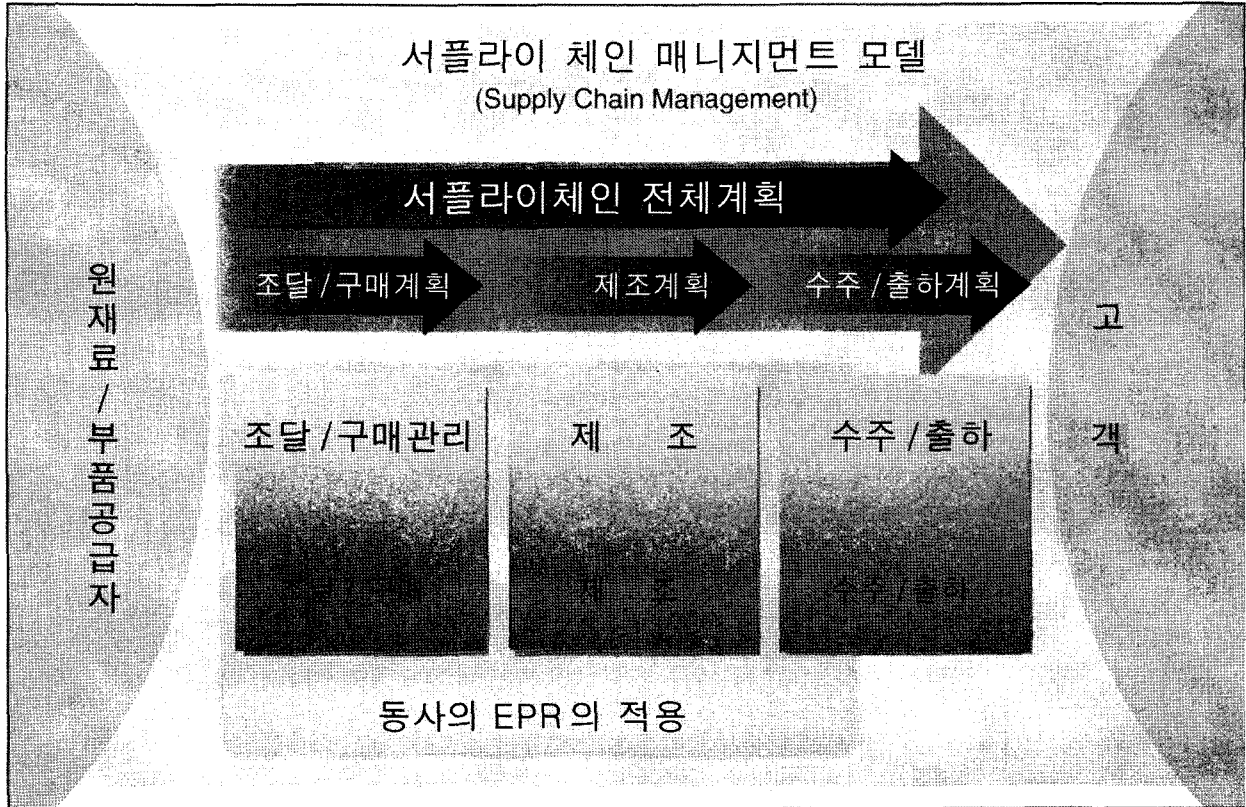 서플라이 체인 매니지먼트 모델
(Supply Chain Management)
서플라이체인 전체계획
조달/구매계획
제조계획
수주/출하계획
원재료/부품공급자
고객
조달/구매관리
제 조
수주/출하
제 조
수주/출하
동사의 EPR의 적용